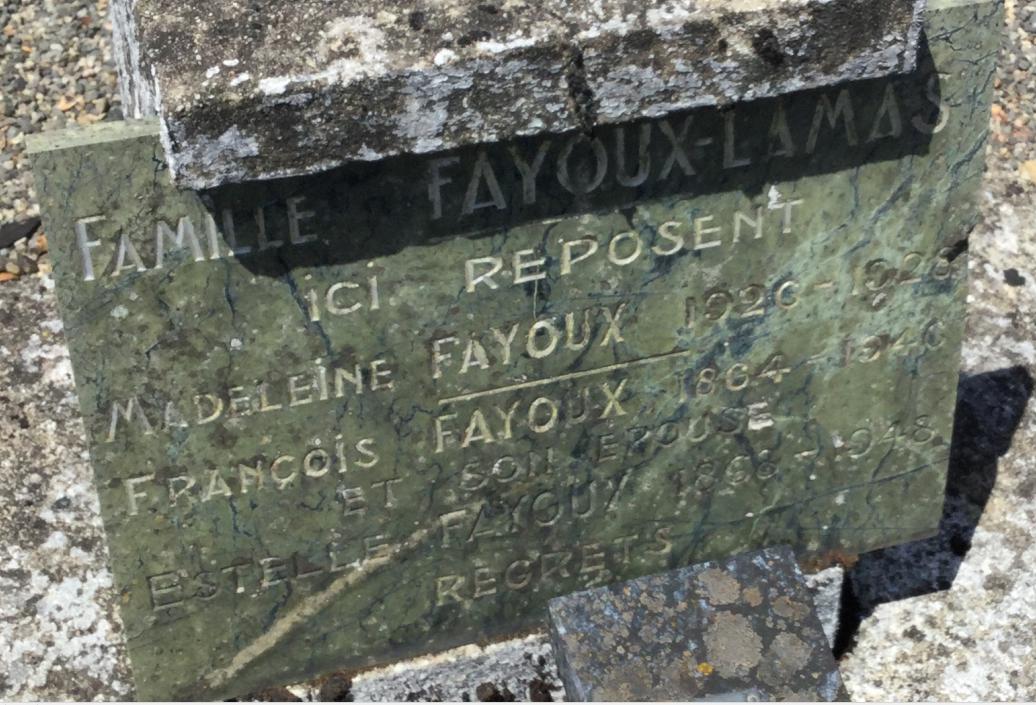 FAMILLE FAYOUX-LAMAS
ICI REPOSENT
MADELEINE FAYOUX 1926-1926
FRANÇOIS FAYOUX 1864-1946
ET SON EPOUSE
ESTELLE FAYOUX 1868-1948
REGRETS